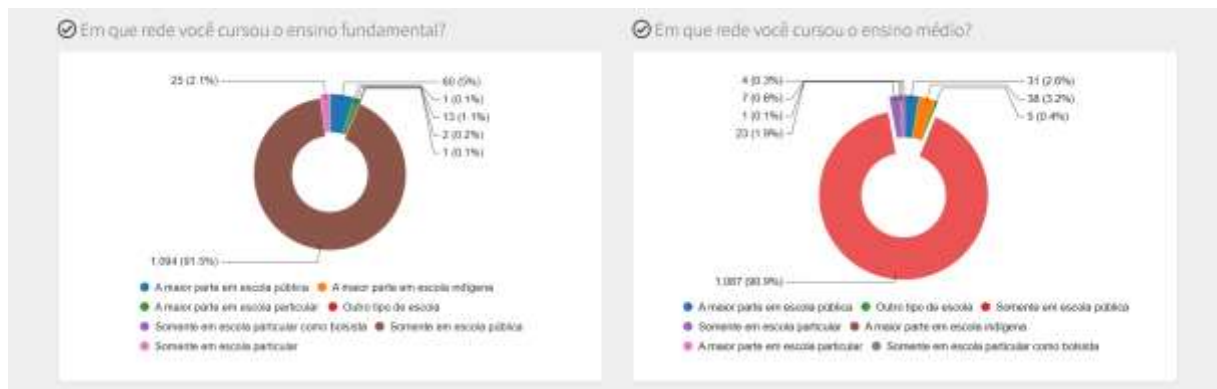 Em que rede você cursou o ensino fundamental?
25 (2.1%)
60 (5%)
1 (0.1%)
13 (1.1%)
2 (0.2%)
1 (0.1%)
1.094 (91.5%)
A maior parte em escola pública A maior parte em escola indígena
A maior parte em escola particular Outro tipo de escola
Somente em escola particular como bolsista Somente em escola pública
Somente em escola particular
Em que rede você cursou o ensino médio?
4 (0.3%)
7 (0.6%)
1 (0.1%)
23 (1.9%)
31 (2.6%)
38 (3.2%)
5 (0.4%)
1.087 (90.9%)
A maior parte em escola pública Outro tipo de escola Somente em escola pública
Somente em escola particular A maior parte em escola indígena
A maior parte em escola particular Somente em escola particular como bolsista